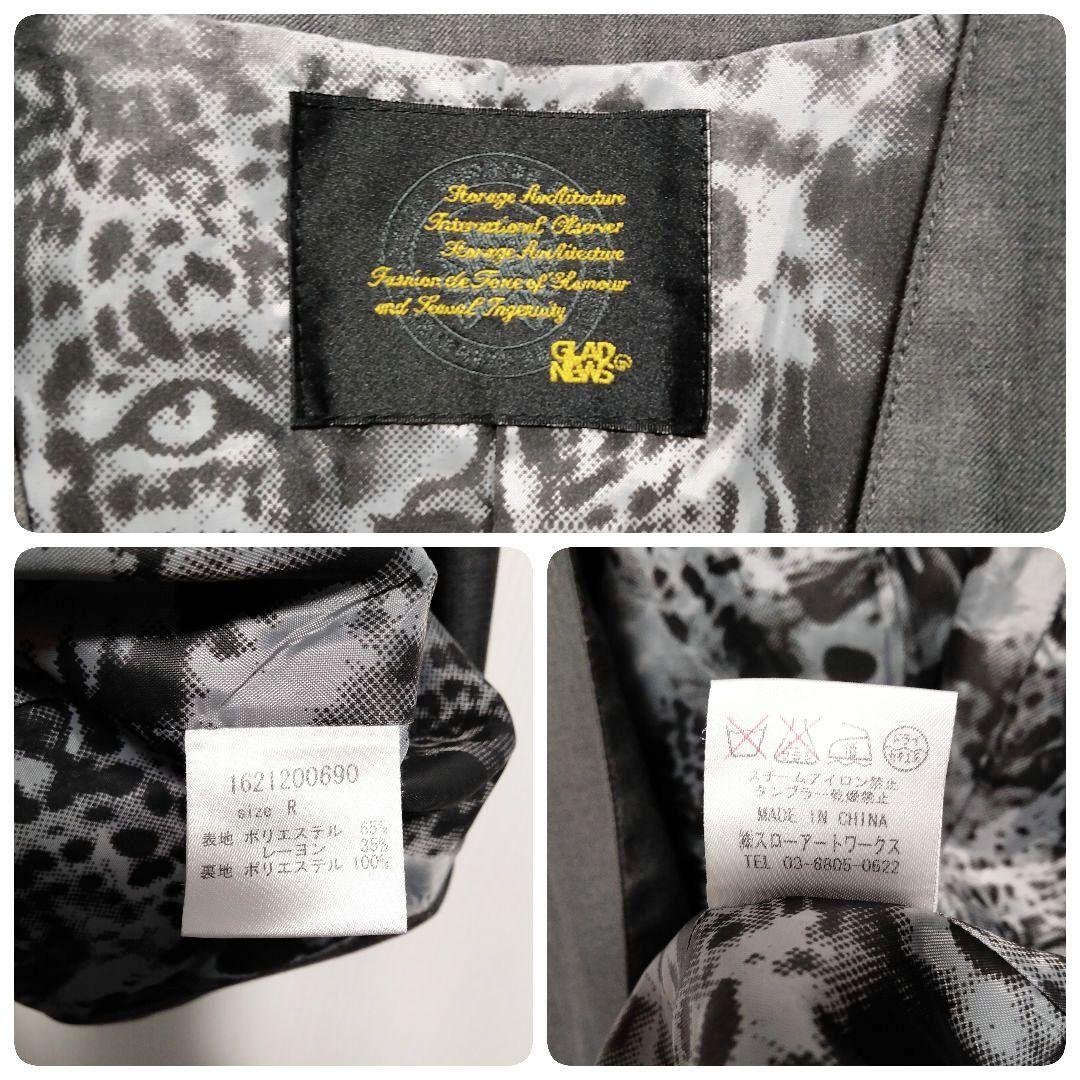 Storage Architecture
International Observer
Storage Architecture
Fashion de Force of Humour
and Sexual Ingenuity
GLAD
NEWS
1621200690
size R
表地 ポリエステル 65%
レーヨン 35%
裏地 ポリエステル 100%
ドライ
スチームアイロン禁止
タンブラー乾燥禁止
MADE IN CHINA
㈱スローアートワークス
TEL 03-6805-0622